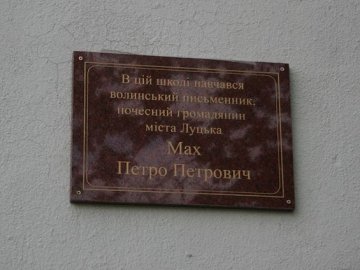 В цій школі навчався
волинський письменник,
почесний громадянин
міста Луцька
Мах
Петро Петрович